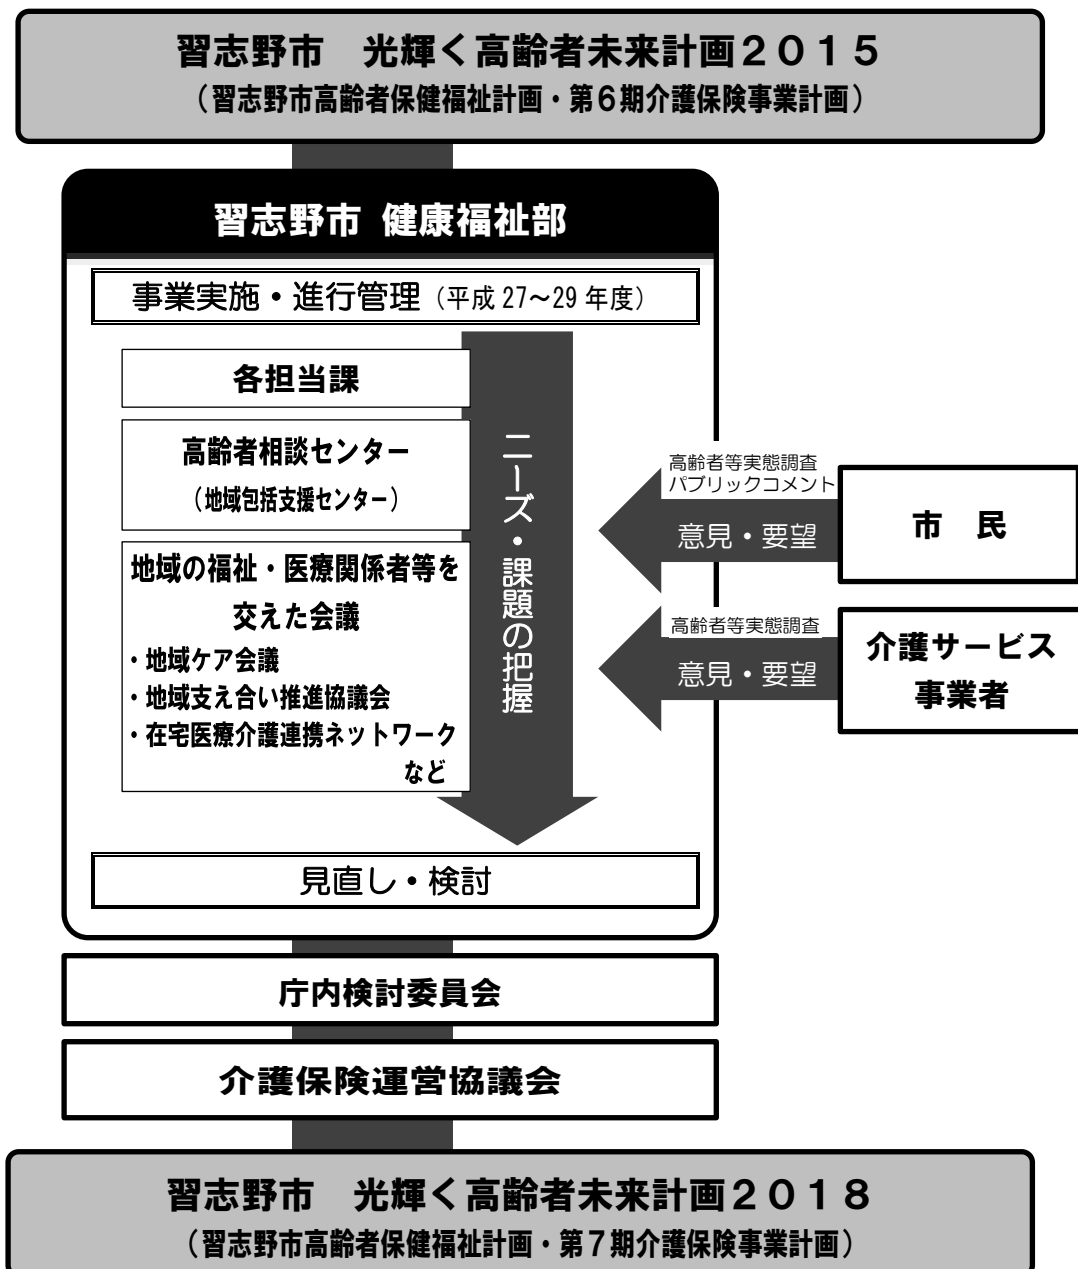 習志野市　光輝く高齢者未来計画２０１５
（習志野市高齢者保健福祉計画・第６期介護保険事業計画）
習志野市 健康福祉部
事業実施・進行管理（平成 27～29 年度）
各担当課
高齢者相談センター
（地域包括支援センター）
地域の福祉・医療関係者等を
交えた会議
・地域ケア会議
・地域支え合い推進協議会
・在宅医療介護連携ネットワーク
など
ニーズ・課題の把握
高齢者等実態調査
パブリックコメント
意見・要望
市　民
高齢者等実態調査
意見・要望
介護サービス
事業者
見直し・検討
庁内検討委員会
介護保険運営協議会
習志野市　光輝く高齢者未来計画２０１８
（習志野市高齢者保健福祉計画・第７期介護保険事業計画）